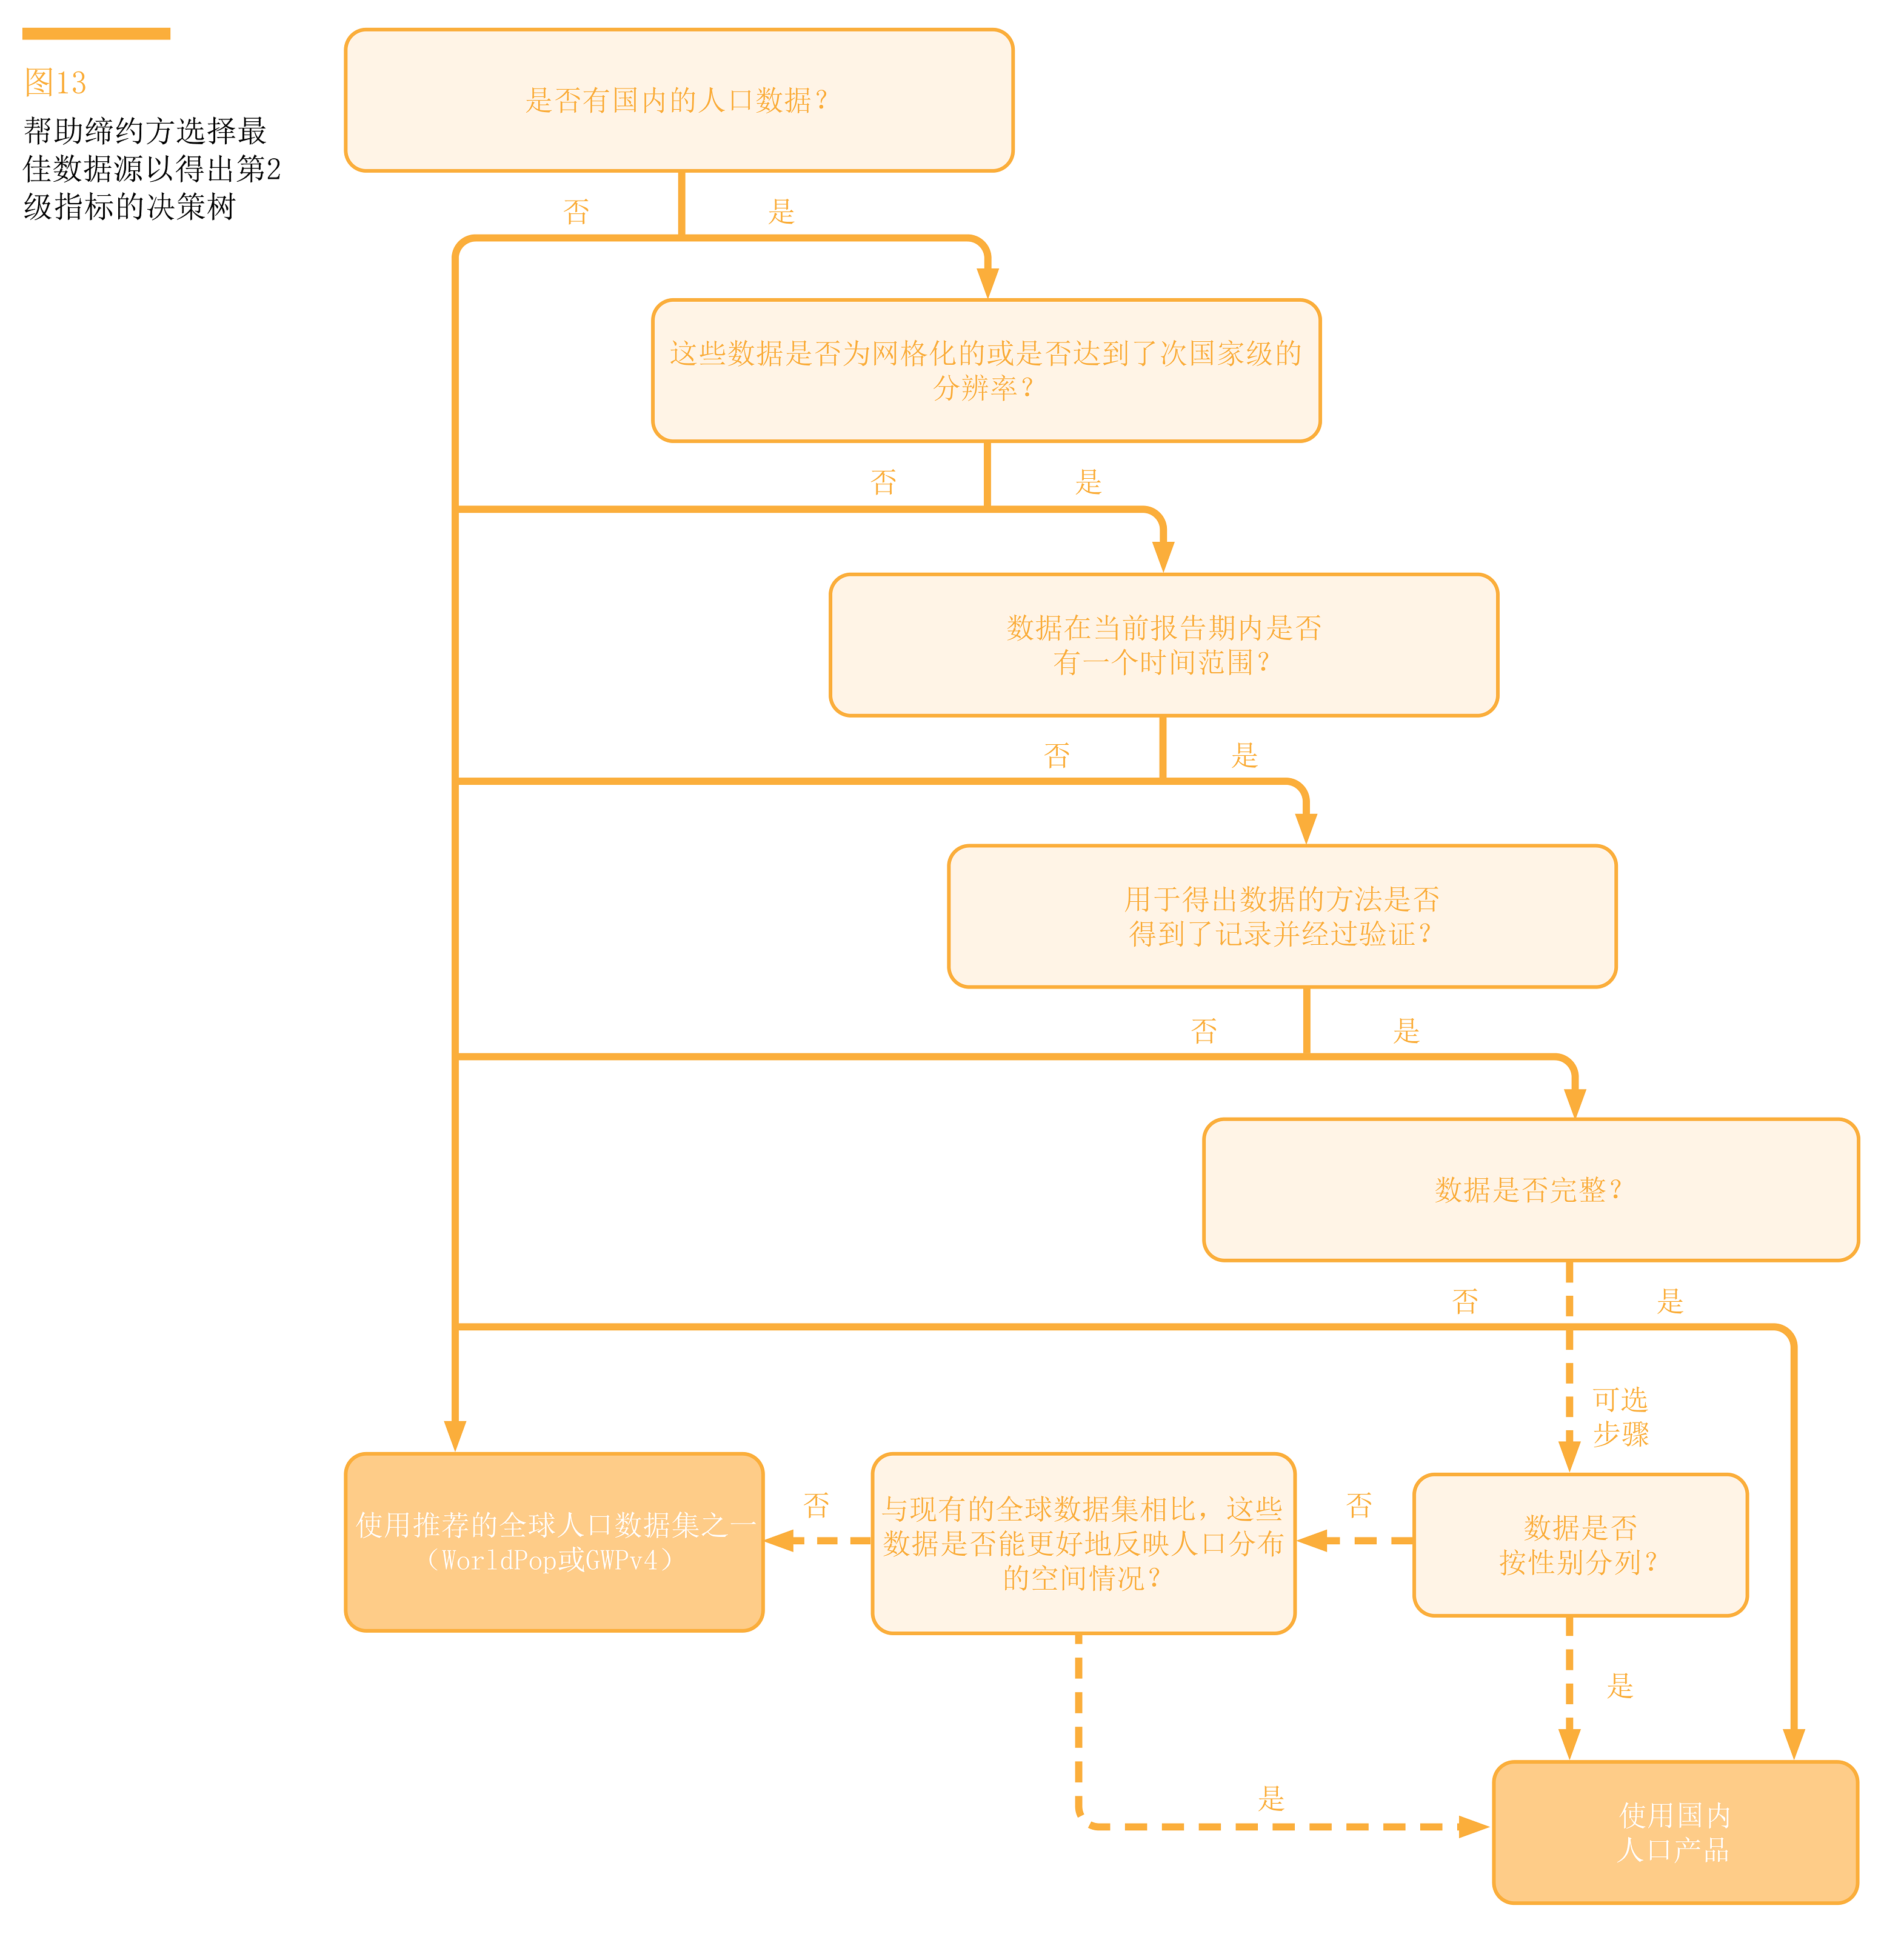 图13
帮助缔约方选择最
佳数据源以得出第2
级指标的决策树
是否有国内的人口数据？
否
是
这些数据是否为网格化的或是否达到了次国家级的
分辨率？
否
是
数据在当前报告期内是否
有一个时间范围？
否
是
用于得出数据的方法是否
得到了记录并经过验证？
否
是
数据是否完整？
否
是
可选
步骤
使用推荐的全球人口数据集之一
（WorldPop或GWPv4）
否
与现有的全球数据集相比，这些
数据是否能更好地反映人口分布
的空间情况？
否
数据是否
按性别分列？
是
是
使用国内
人口产品